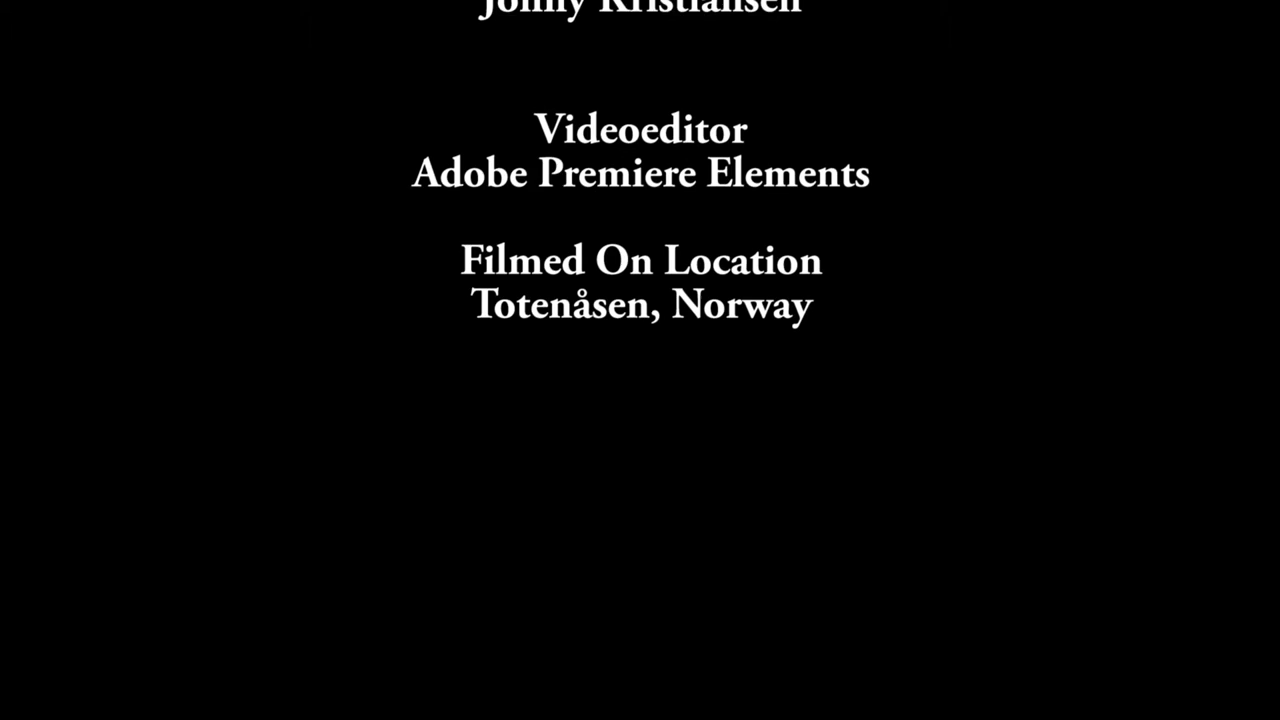 Jonny Kristiansen
Videoeditor
Adobe Premiere Elements
Filmed On Location
Totenåsen, Norway